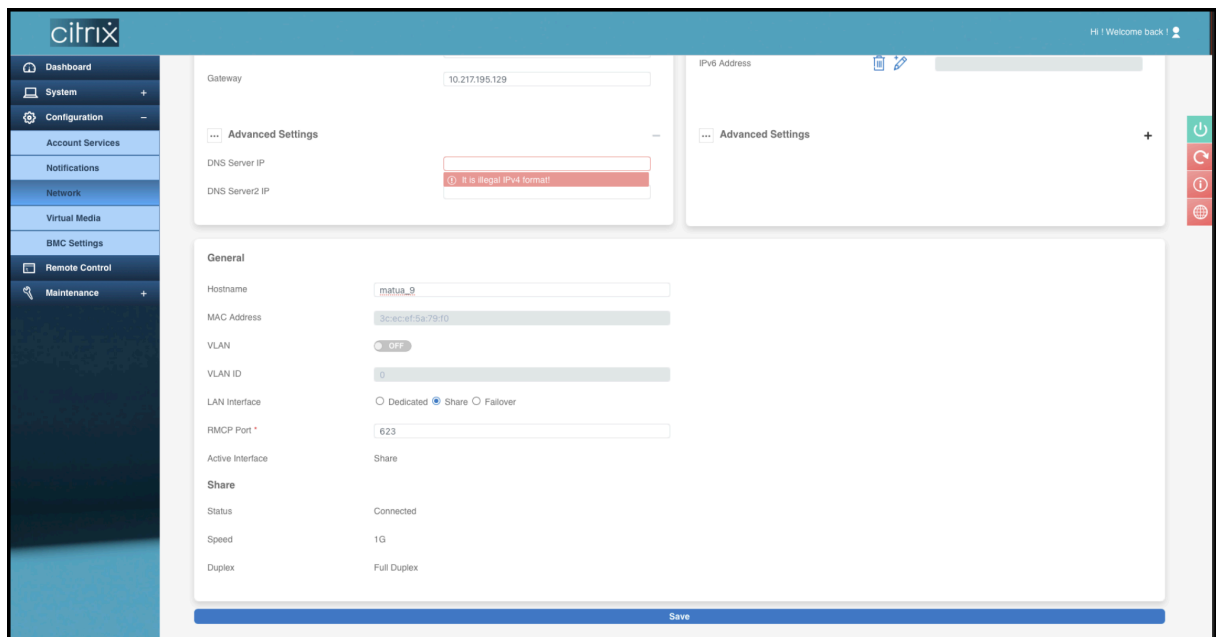 citrix
Hi ! Welcome back !
Dashboard
System +
Configuration −
Account Services
Notifications
Network
Virtual Media
BMC Settings
Remote Control
Maintenance +
Gateway 10.217.195.129
... Advanced Settings −
DNS Server IP
It is illegal IPv4 format!
DNS Server2 IP
IPv6 Address
... Advanced Settings +
General
Hostname matua_9
MAC Address 3c:ec:ef:5a:79:f0
VLAN OFF
VLAN ID 0
LAN Interface Dedicated Share Failover
RMCP Port * 623
Active Interface Share
Share
Status Connected
Speed 1G
Duplex Full Duplex
Save